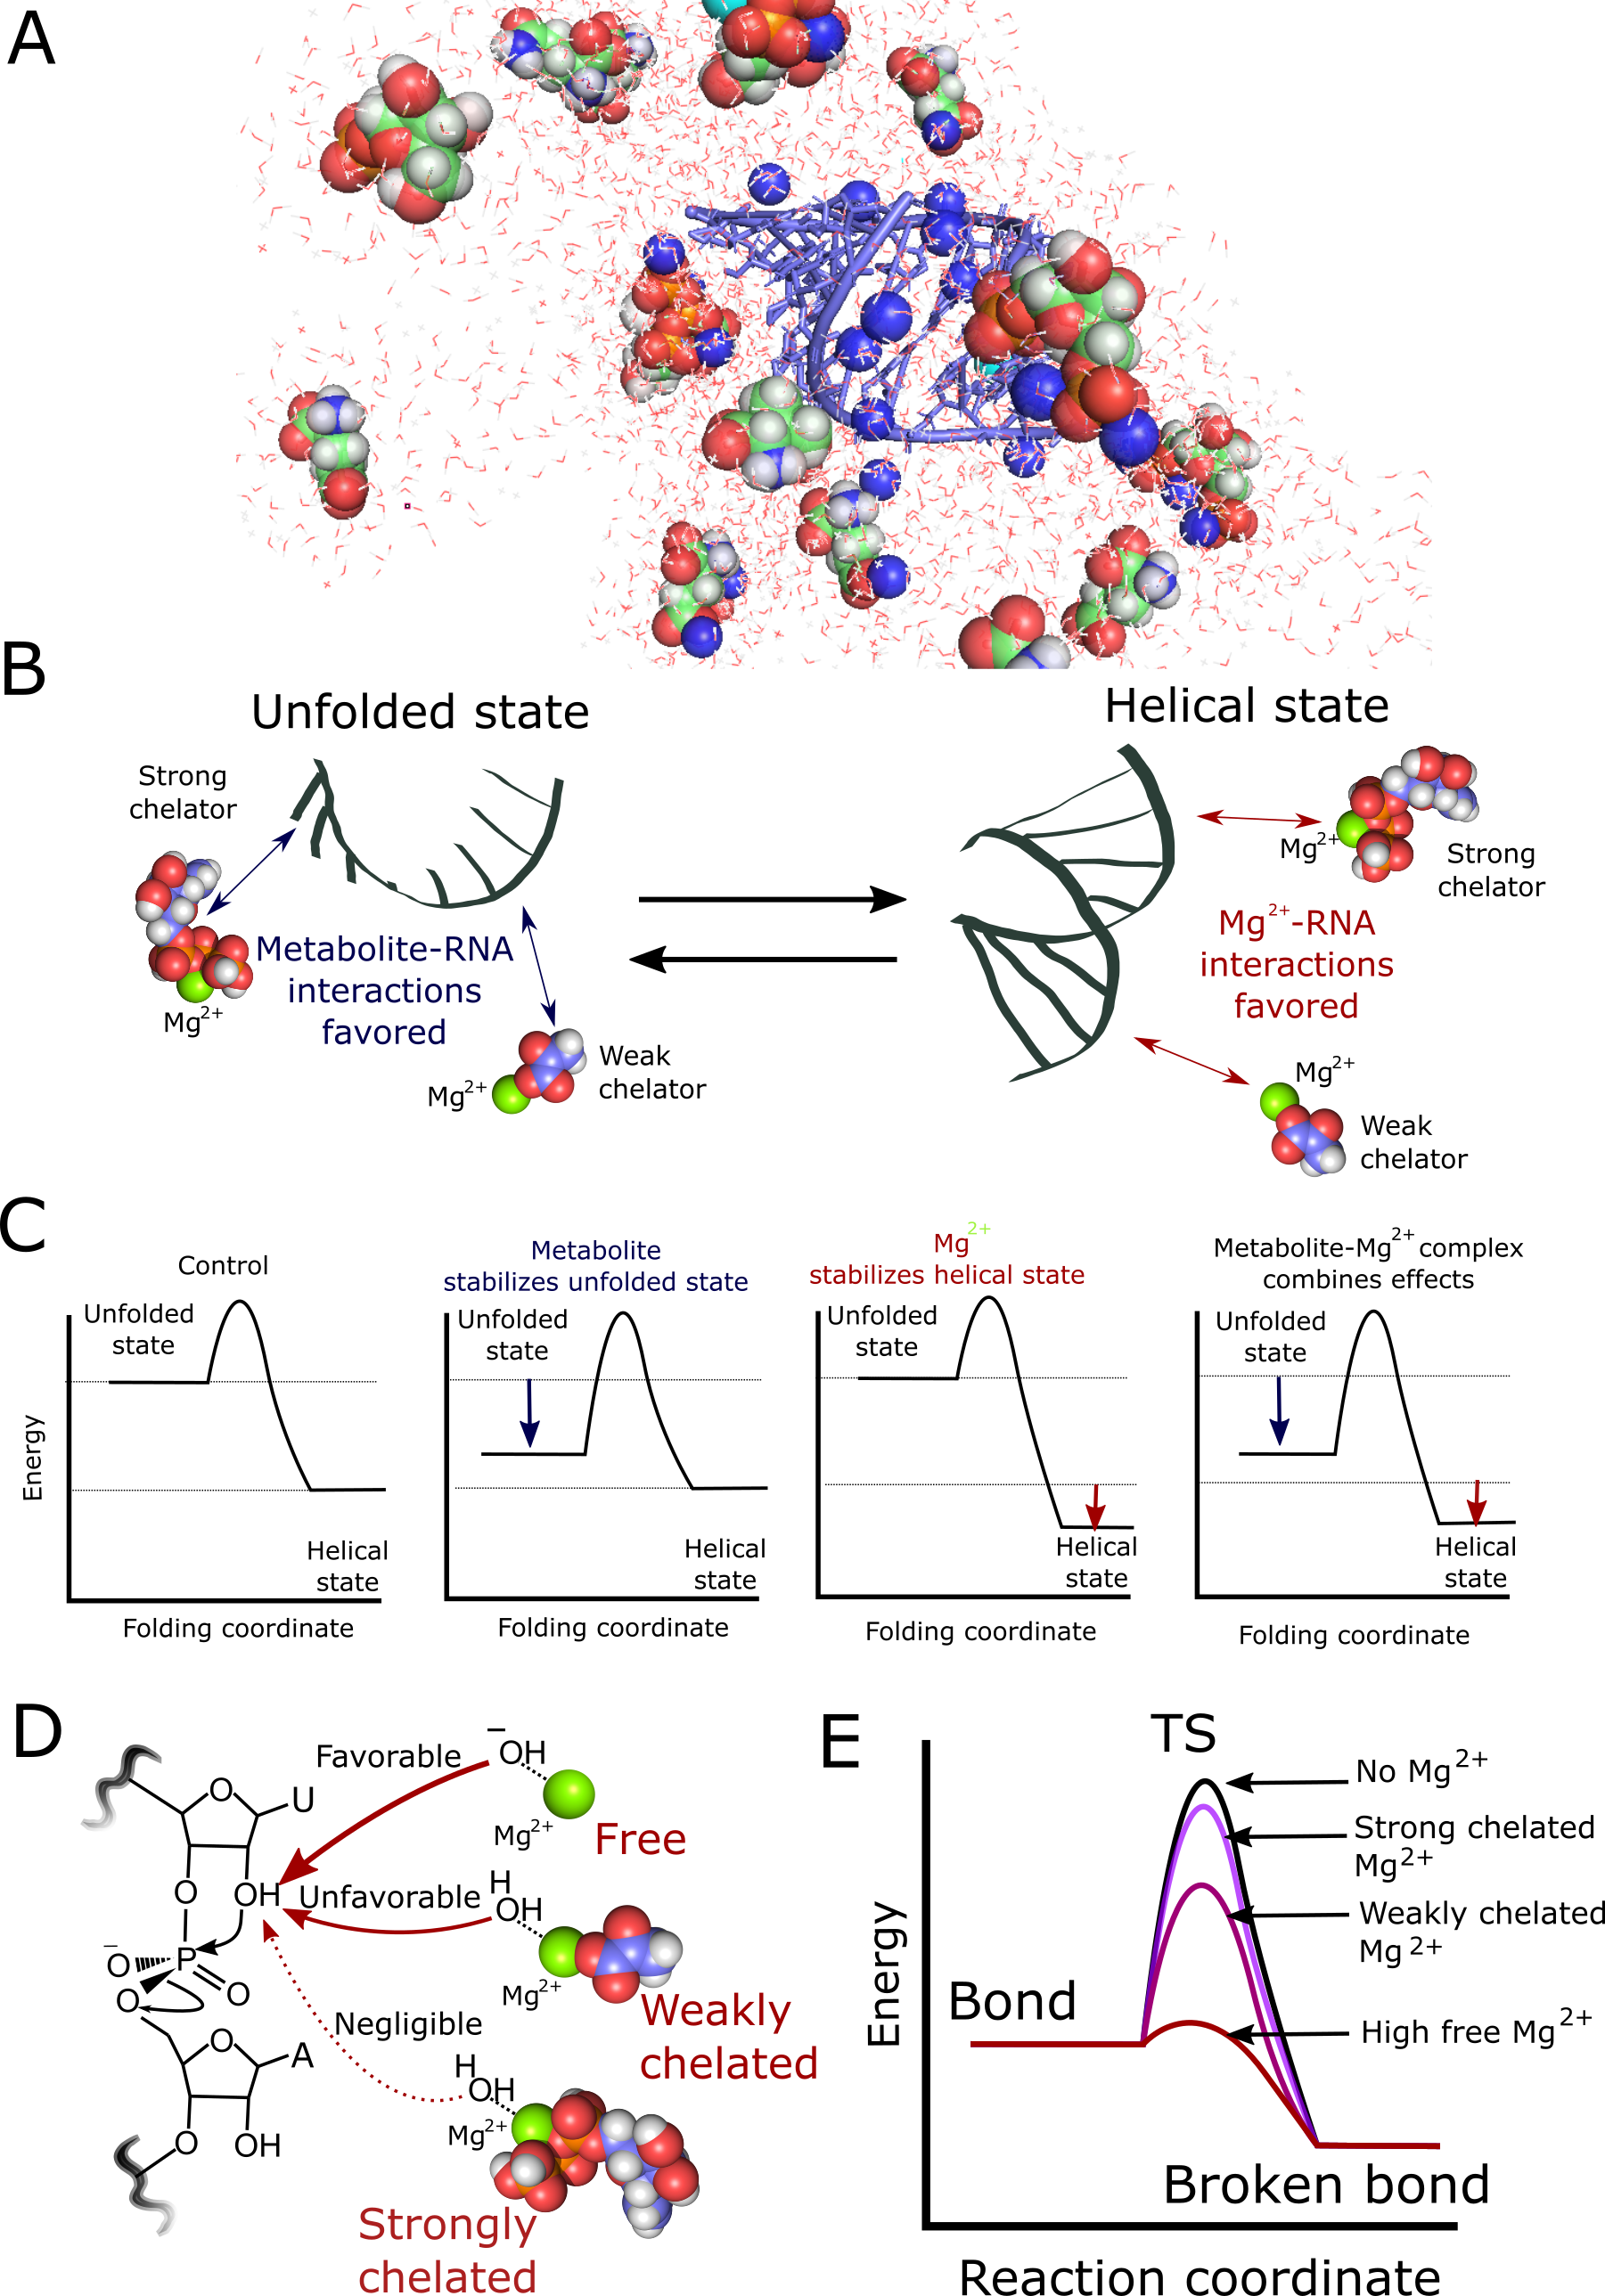 A
B
Unfolded state
Helical state
Strong
chelator
Mg2+
Metabolite-RNA
interactions
favored
Mg2+
Weak
chelator
Mg2+
Strong
chelator
Mg2+-RNA
interactions
favored
Mg2+
Weak
chelator
C
Control
Unfolded
state
Energy
Helical
state
Folding coordinate
Metabolite
stabilizes unfolded state
Unfolded
state
Helical
state
Folding coordinate
Mg2+
stabilizes helical state
Unfolded
state
Helical
state
Folding coordinate
Metabolite-Mg2+ complex
combines effects
Unfolded
state
Helical
state
Folding coordinate
D
Favorable
−
OH
Mg2+
Free
O
U
O
OH
Unfavorable
H
OH
Mg2+
Weakly
chelated
−
O
P
O
O
Negligible
H
OH
Mg2+
Strongly
chelated
O
A
O
OH
E
TS
No Mg2+
Strong chelated
Mg2+
Weakly chelated
Mg2+
High free Mg2+
Energy
Bond
Broken bond
Reaction coordinate